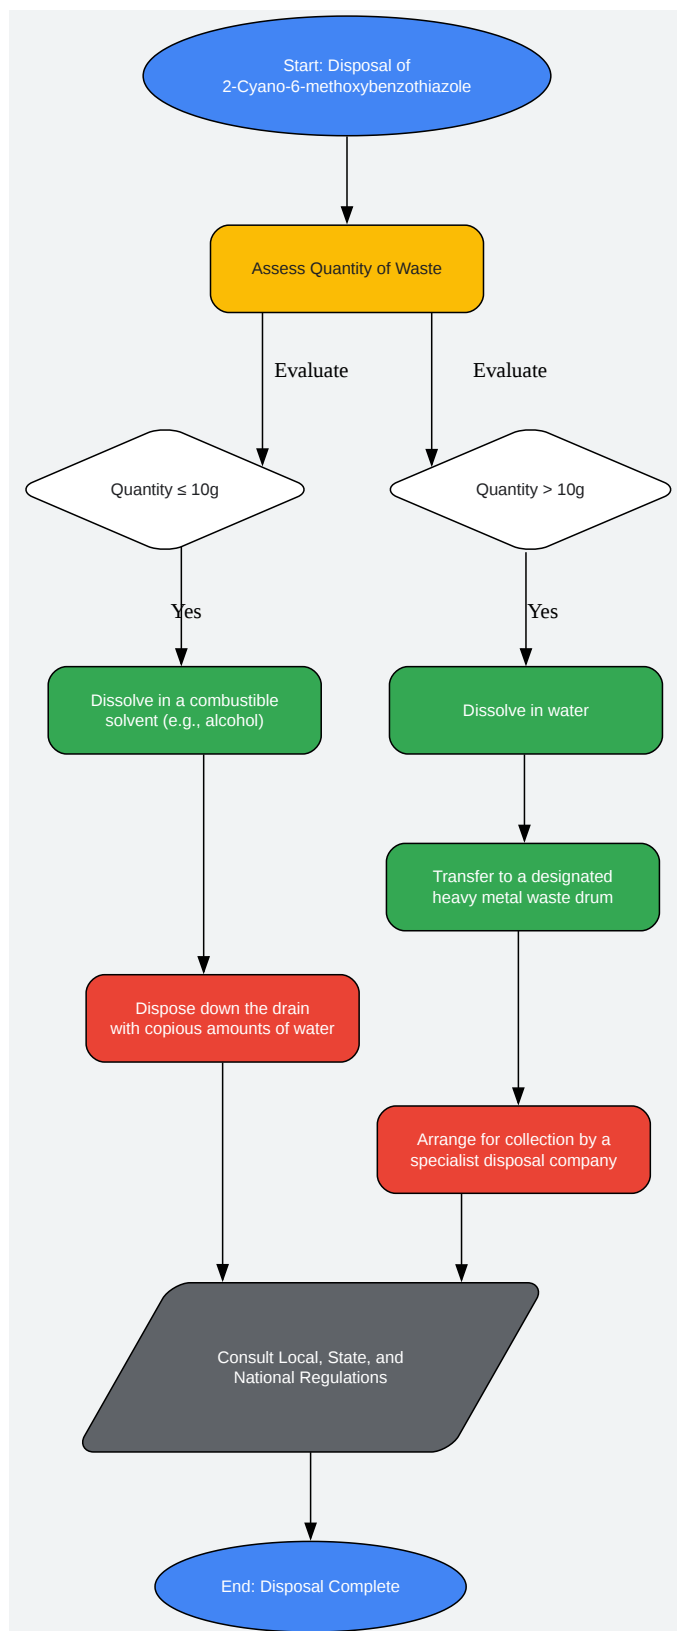 Start: Disposal of
2-Cyano-6-methoxybenzothiazole
Assess Quantity of Waste
Evaluate
Evaluate
Quantity ≤ 10g
Quantity > 10g
Yes
Yes
Dissolve in a combustible
solvent (e.g., alcohol)
Dissolve in water
Transfer to a designated
heavy metal waste drum
Dispose down the drain
with copious amounts of water
Arrange for collection by a
specialist disposal company
Consult Local, State, and
National Regulations
End: Disposal Complete